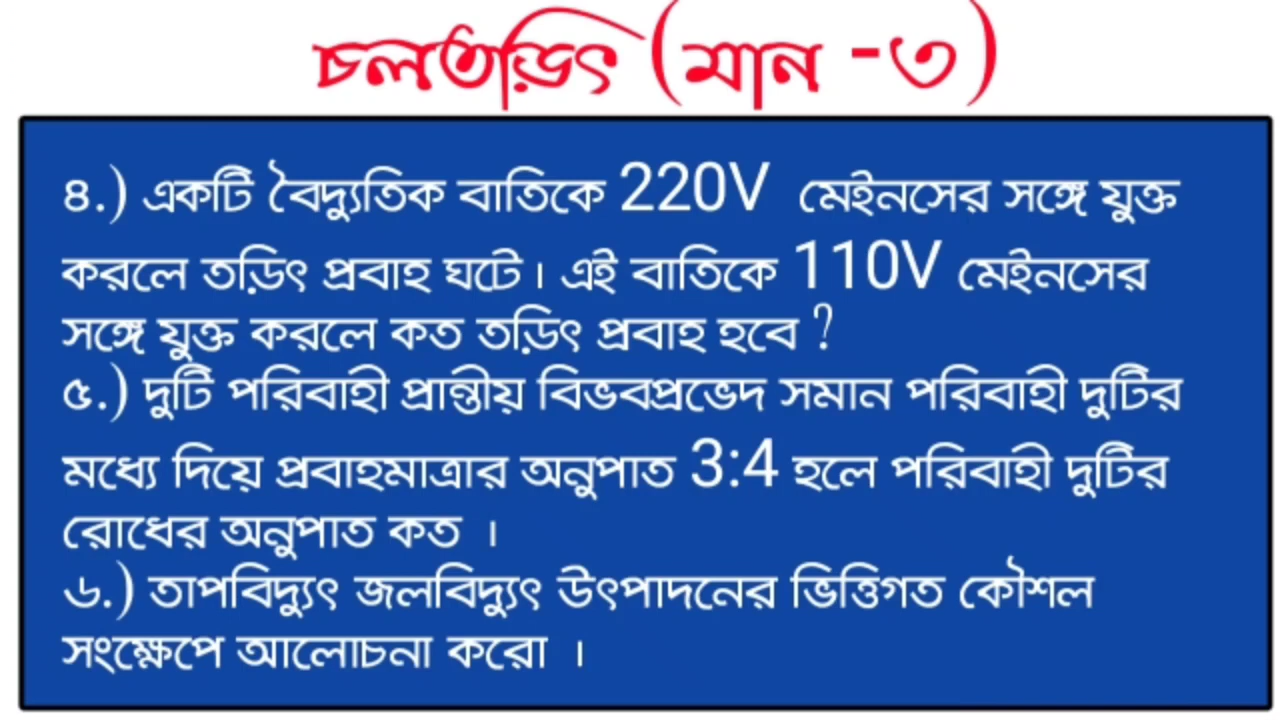 চলতড়িৎ (মান -৩)
৪.) একটি বৈদ্যুতিক বাতিকে 220V মেইনসের সঙ্গে যুক্ত
করলে তড়িৎ প্রবাহ ঘটে। এই বাতিকে 110V মেইনসের
সঙ্গে যুক্ত করলে কত তড়িৎ প্রবাহ হবে ?
৫.) দুটি পরিবাহী প্রান্তীয় বিভবপ্রভেদ সমান পরিবাহী দুটির
মধ্যে দিয়ে প্রবাহমাত্রার অনুপাত 3:4 হলে পরিবাহী দুটির
রোধের অনুপাত কত ।
৬.) তাপবিদ্যুৎ জলবিদ্যুৎ উৎপাদনের ভিত্তিগত কৌশল
সংক্ষেপে আলোচনা করো ।